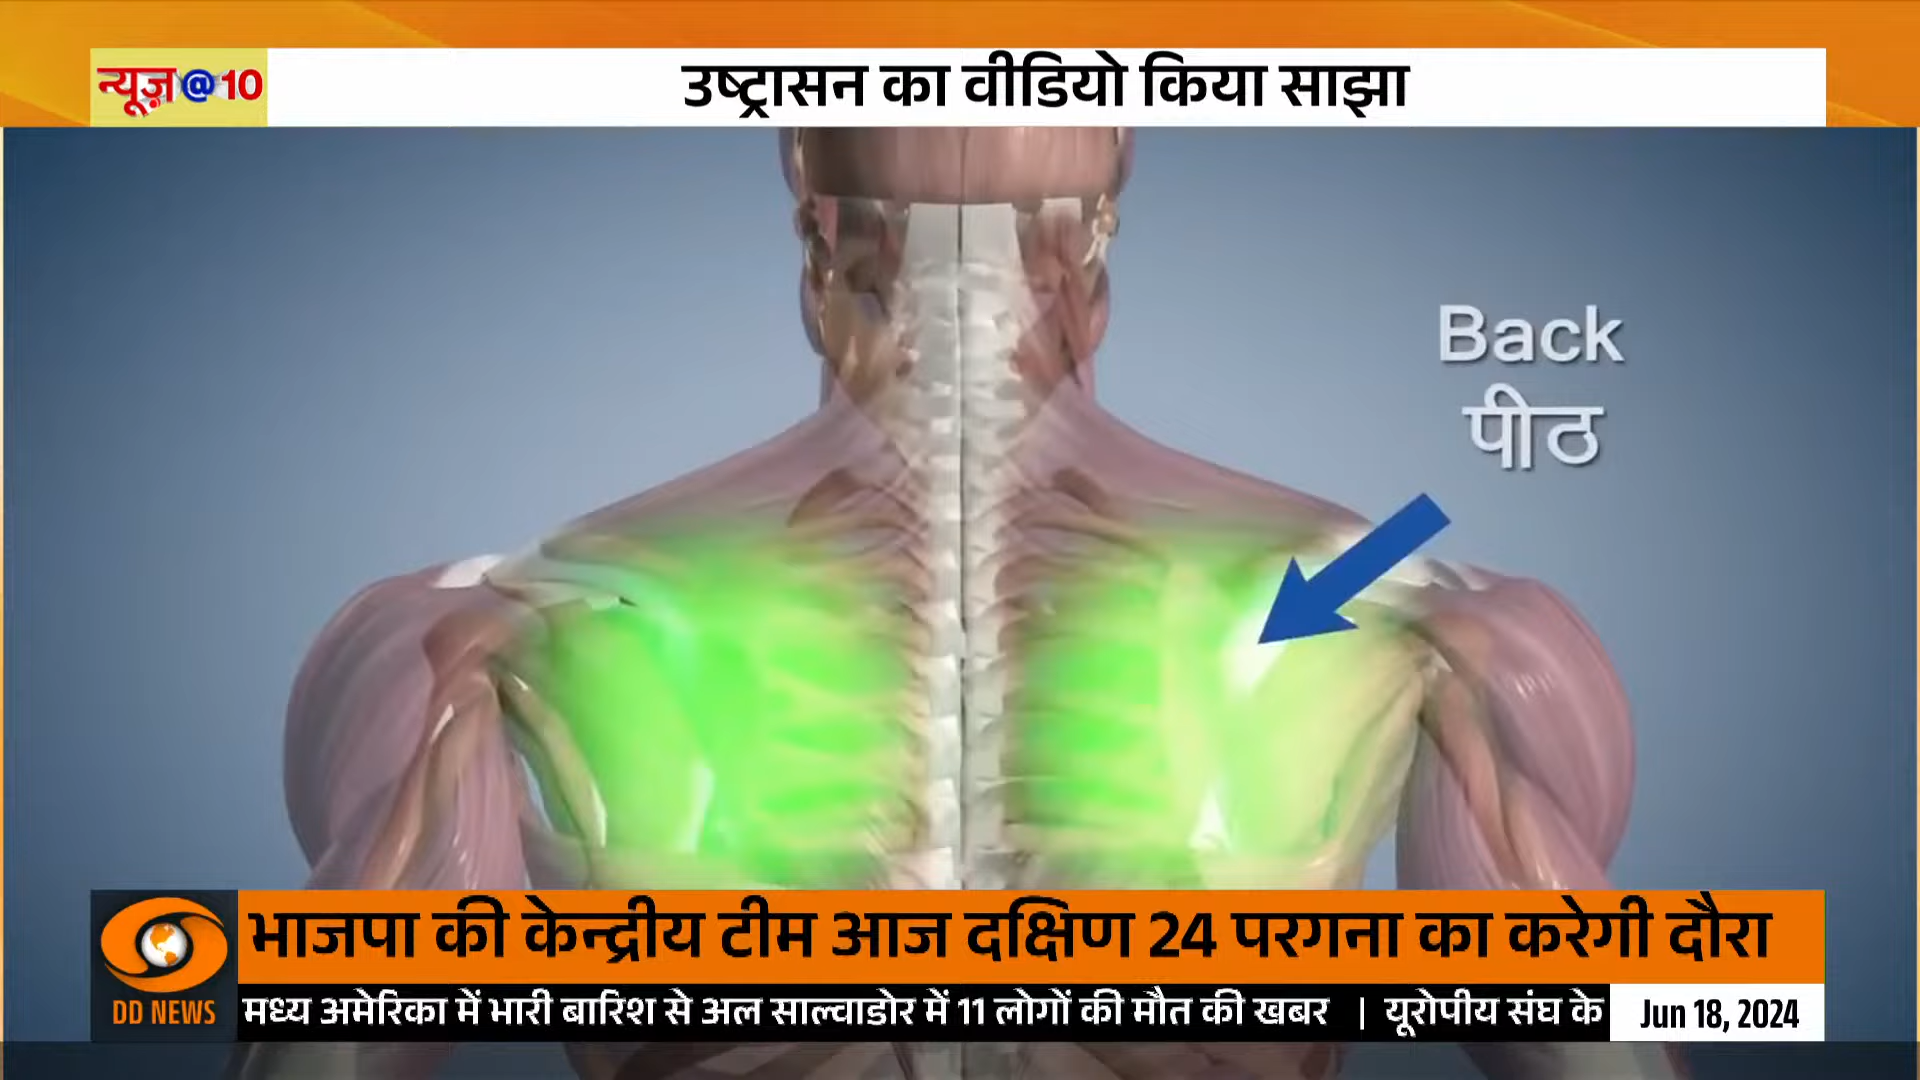 न्यूज़@10
उष्ट्रासन का वीडियो किया साझा
Back
पीठ
भाजपा की केन्द्रीय टीम आज दक्षिण 24 परगना का करेगी दौरा
DD NEWS
मध्य अमेरिका में भारी बारिश से अल साल्वाडोर में 11 लोगों की मौत की खबर | यूरोपीय संघ के
Jun 18, 2024